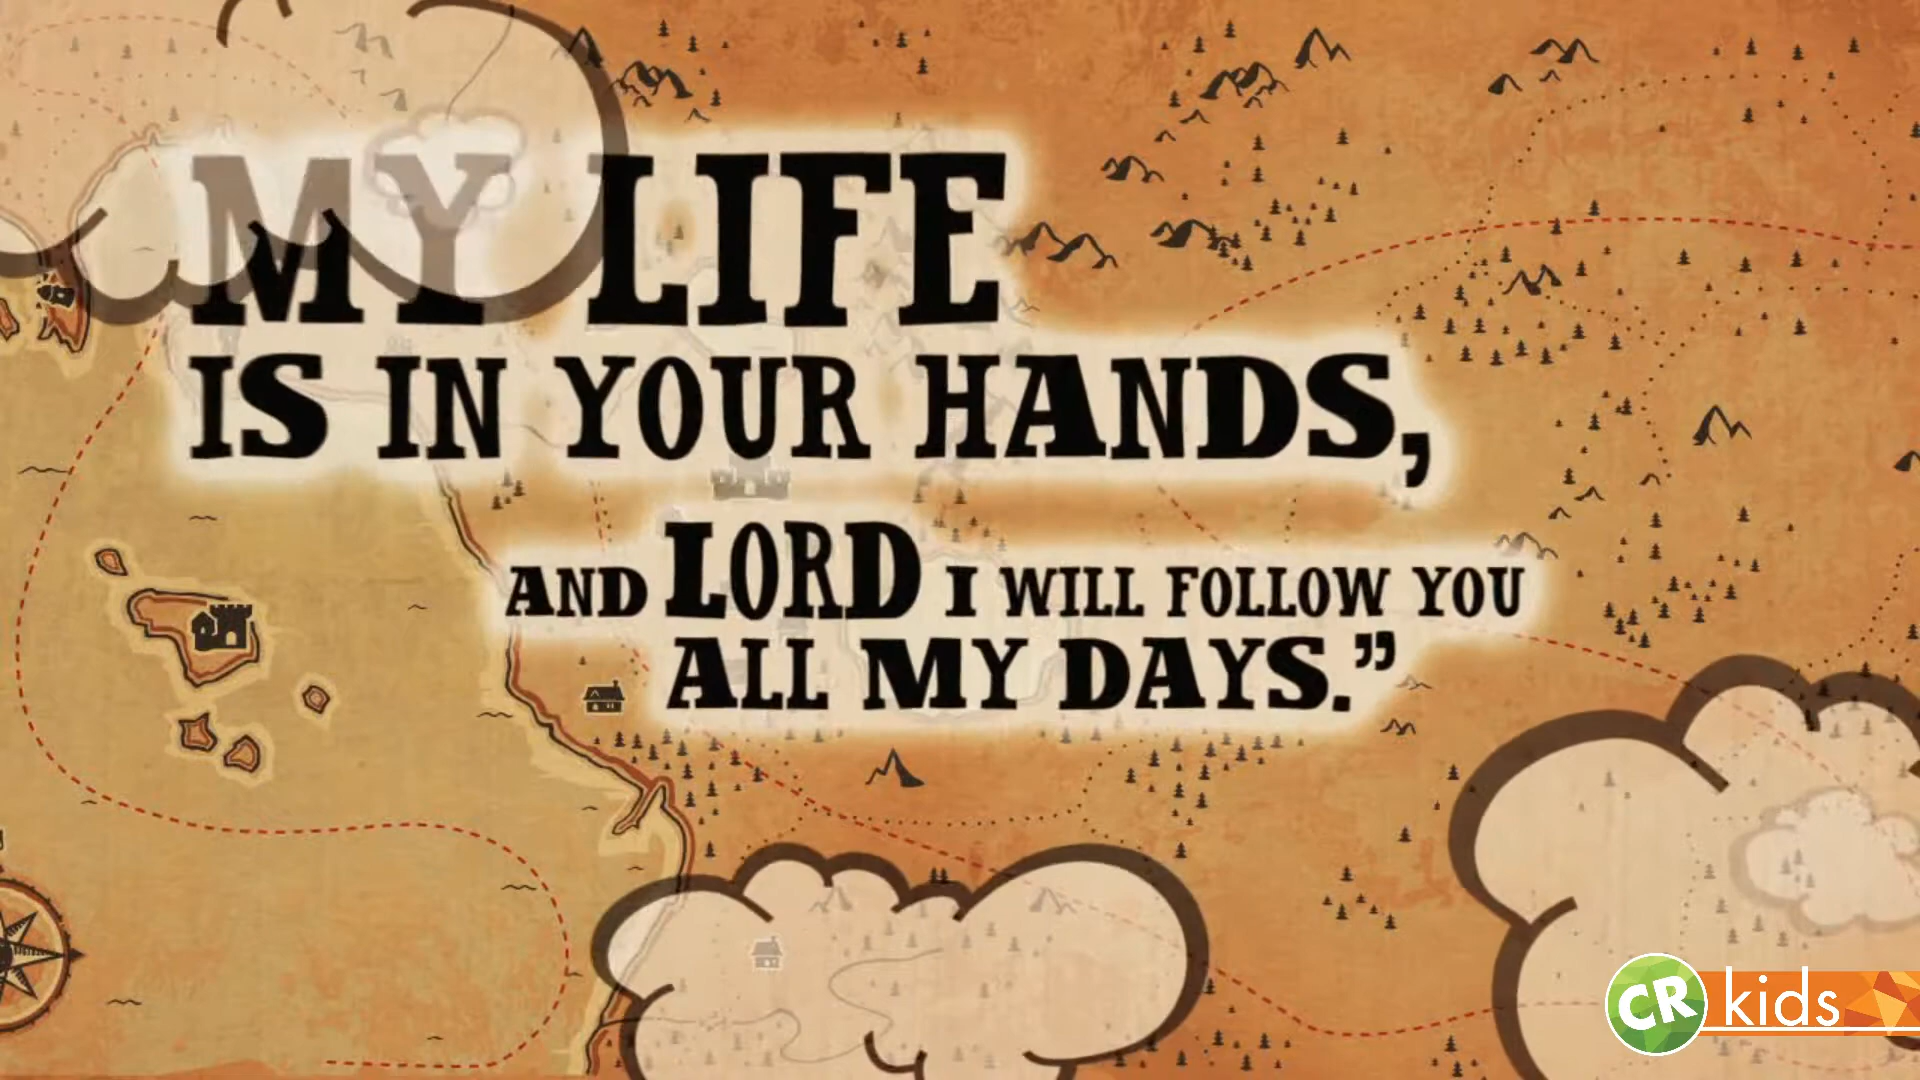 MY LIFE
IS IN YOUR HANDS,
AND LORD I WILL FOLLOW YOU
ALL MY DAYS.”
CR kids